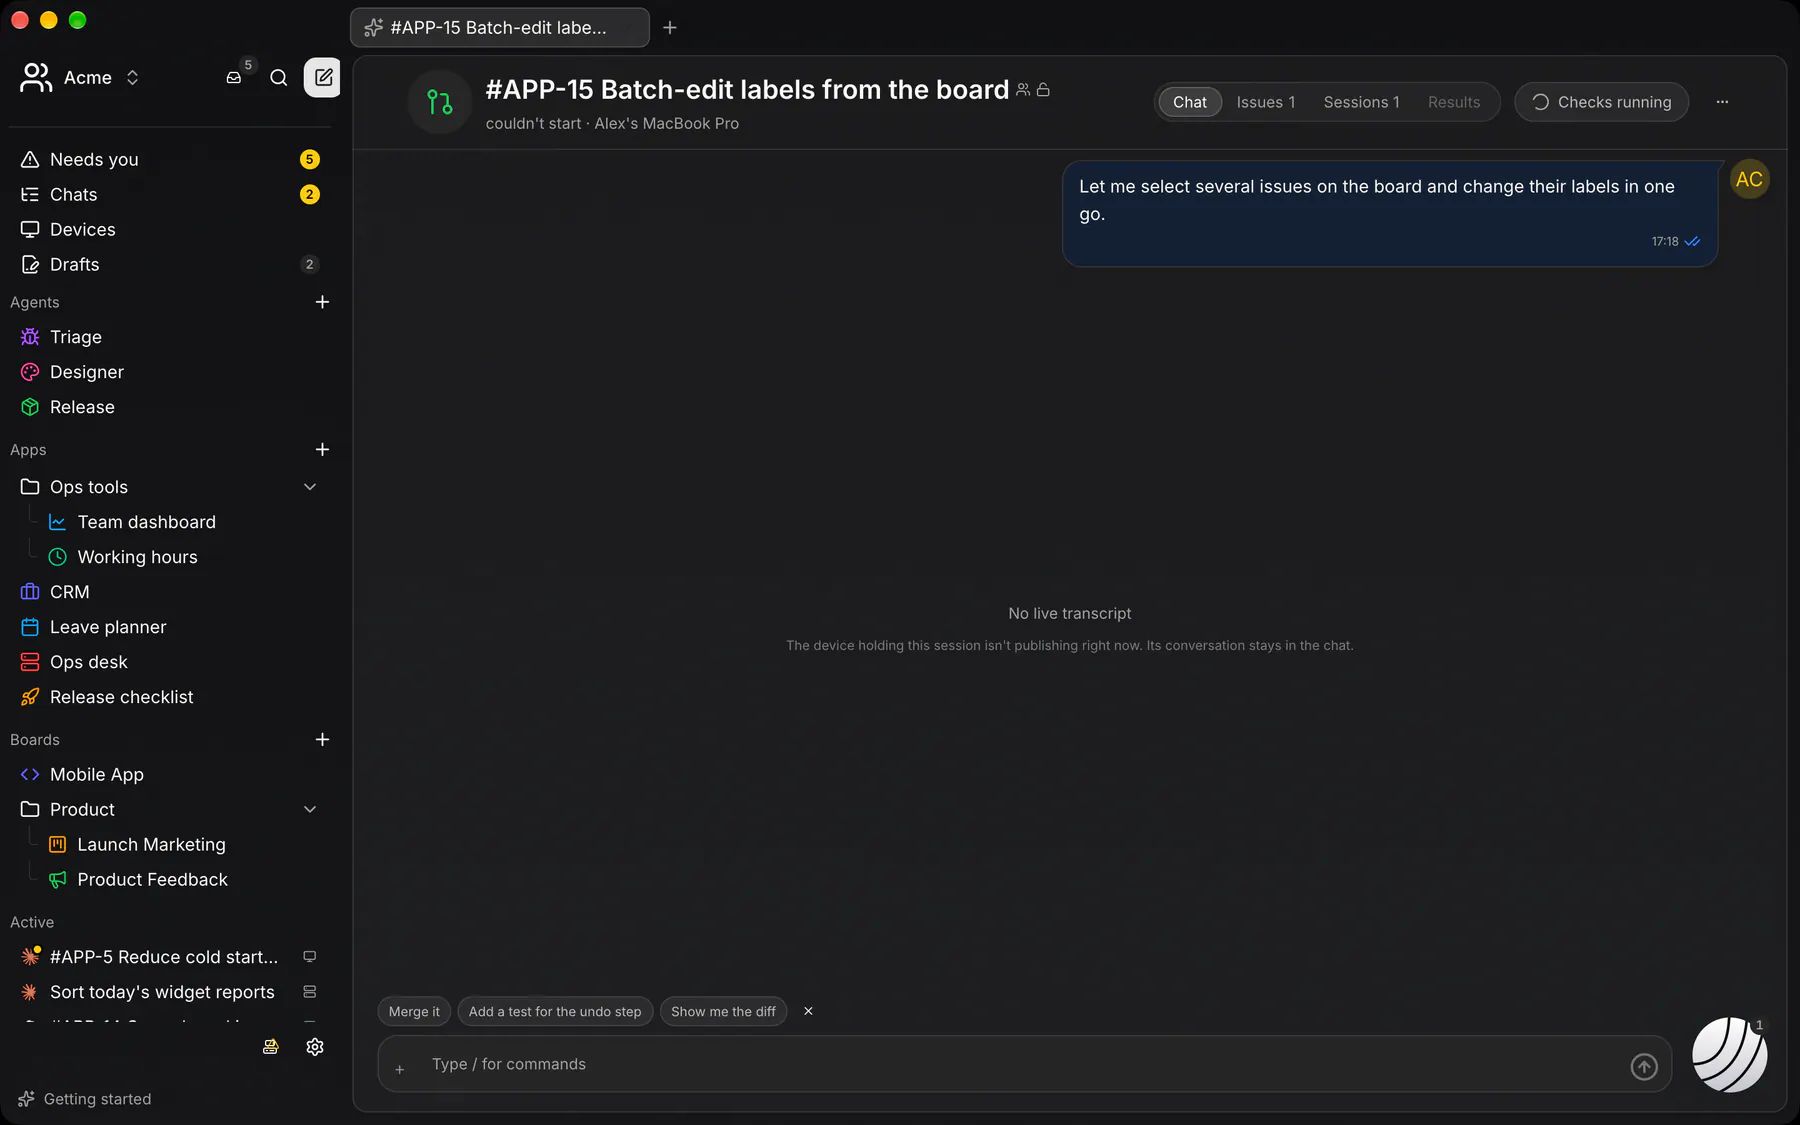 #APP-15 Batch-edit labe...
Acme
5
#APP-15 Batch-edit labels from the board
couldn't start · Alex's MacBook Pro
Chat
Issues 1
Sessions 1
Results
Checks running
Needs you
5
Chats
2
Devices
Drafts
2
Agents
Triage
Designer
Release
Apps
Ops tools
Team dashboard
Working hours
CRM
Leave planner
Ops desk
Release checklist
Boards
Mobile App
Product
Launch Marketing
Product Feedback
Active
#APP-5 Reduce cold start...
Sort today's widget reports
Getting started
Let me select several issues on the board and change their labels in one
go.
17:18
AC
No live transcript
The device holding this session isn't publishing right now. Its conversation stays in the chat.
Merge it
Add a test for the undo step
Show me the diff
Type / for commands
1